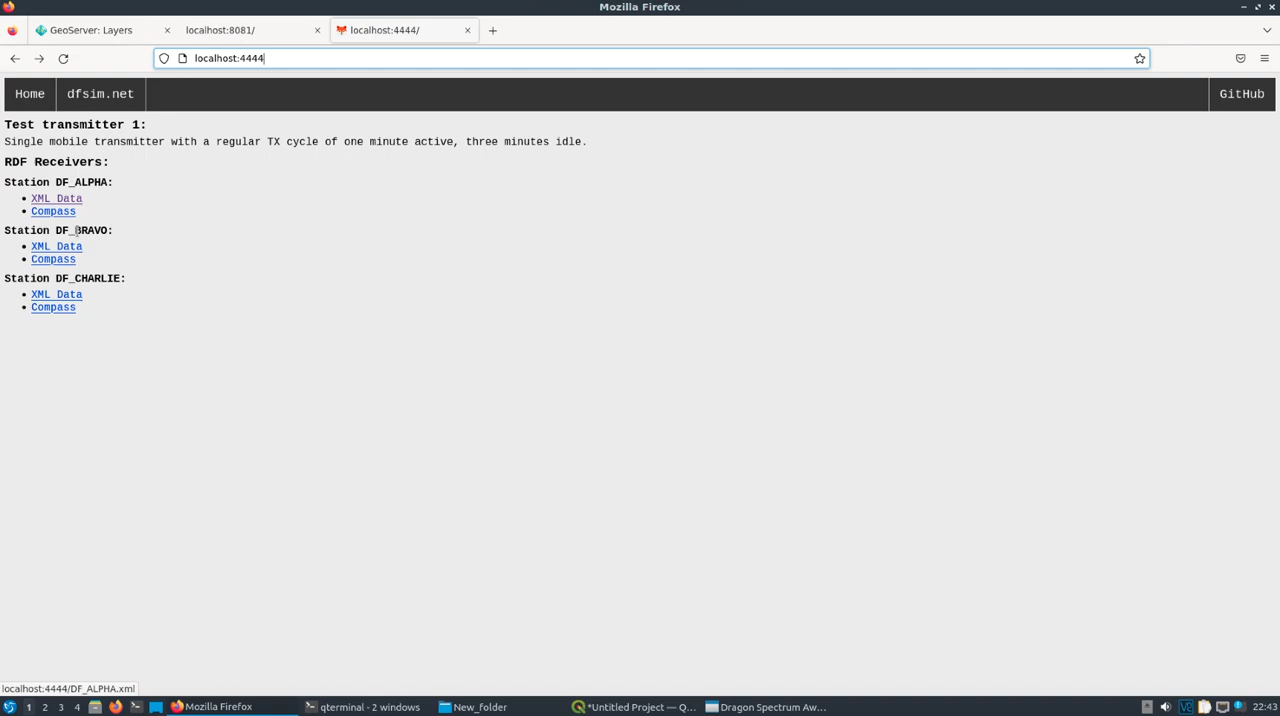 Mozilla Firefox
GeoServer: Layers
localhost:8081/
localhost:4444/
localhost:4444
Home
dfsim.net
GitHub
Test transmitter 1:
Single mobile transmitter with a regular TX cycle of one minute active, three minutes idle.
RDF Receivers:
Station DF_ALPHA:
XML Data
Compass
Station DF_BRAVO:
XML Data
Compass
Station DF_CHARLIE:
XML Data
Compass
localhost:4444/DF_ALPHA.xml
1 2 3 4 Mozilla Firefox qterminal - 2 windows New_folder *Untitled Project — Q... Dragon Spectrum Aw... 22:43